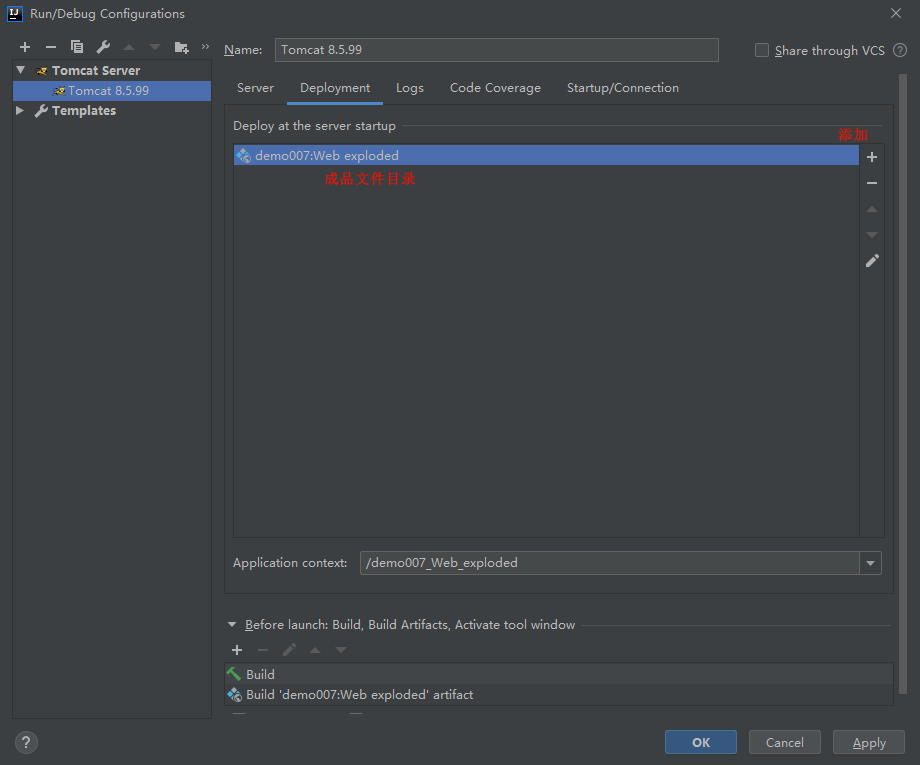 Run/Debug Configurations
Name: Tomcat 8.5.99 Share through VCS ?
Tomcat Server
Tomcat 8.5.99
Templates
Server Deployment Logs Code Coverage Startup/Connection
Deploy at the server startup
添加
demo007:Web exploded
成品文件目录
Application context: /demo007_Web_exploded
Before launch: Build, Build Artifacts, Activate tool window
Build
Build 'demo007:Web exploded' artifact
? OK Cancel Apply